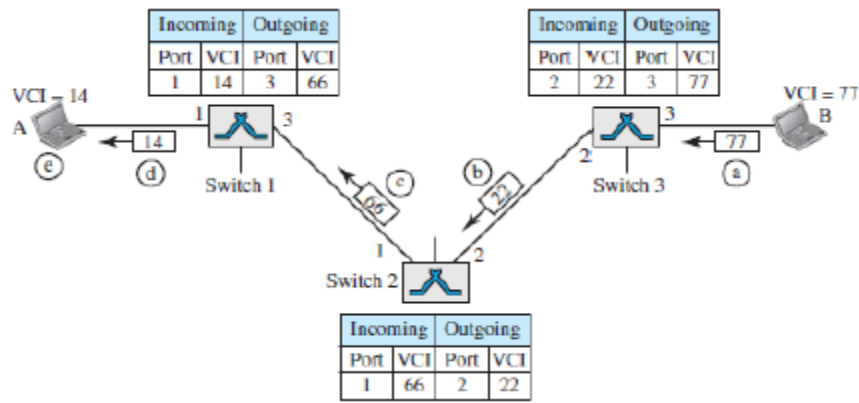 Incoming Outgoing
Port VCI Port VCI
1 14 3 66
Incoming Outgoing
Port VCI Port VCI
2 22 3 77
VCI = 14
VCI = 77
A
1
3
3
B
14
77
2
e
d
Switch 1
c
66
b
22
Switch 3
a
1
2
Switch 2
Incoming Outgoing
Port VCI Port VCI
1 66 2 22